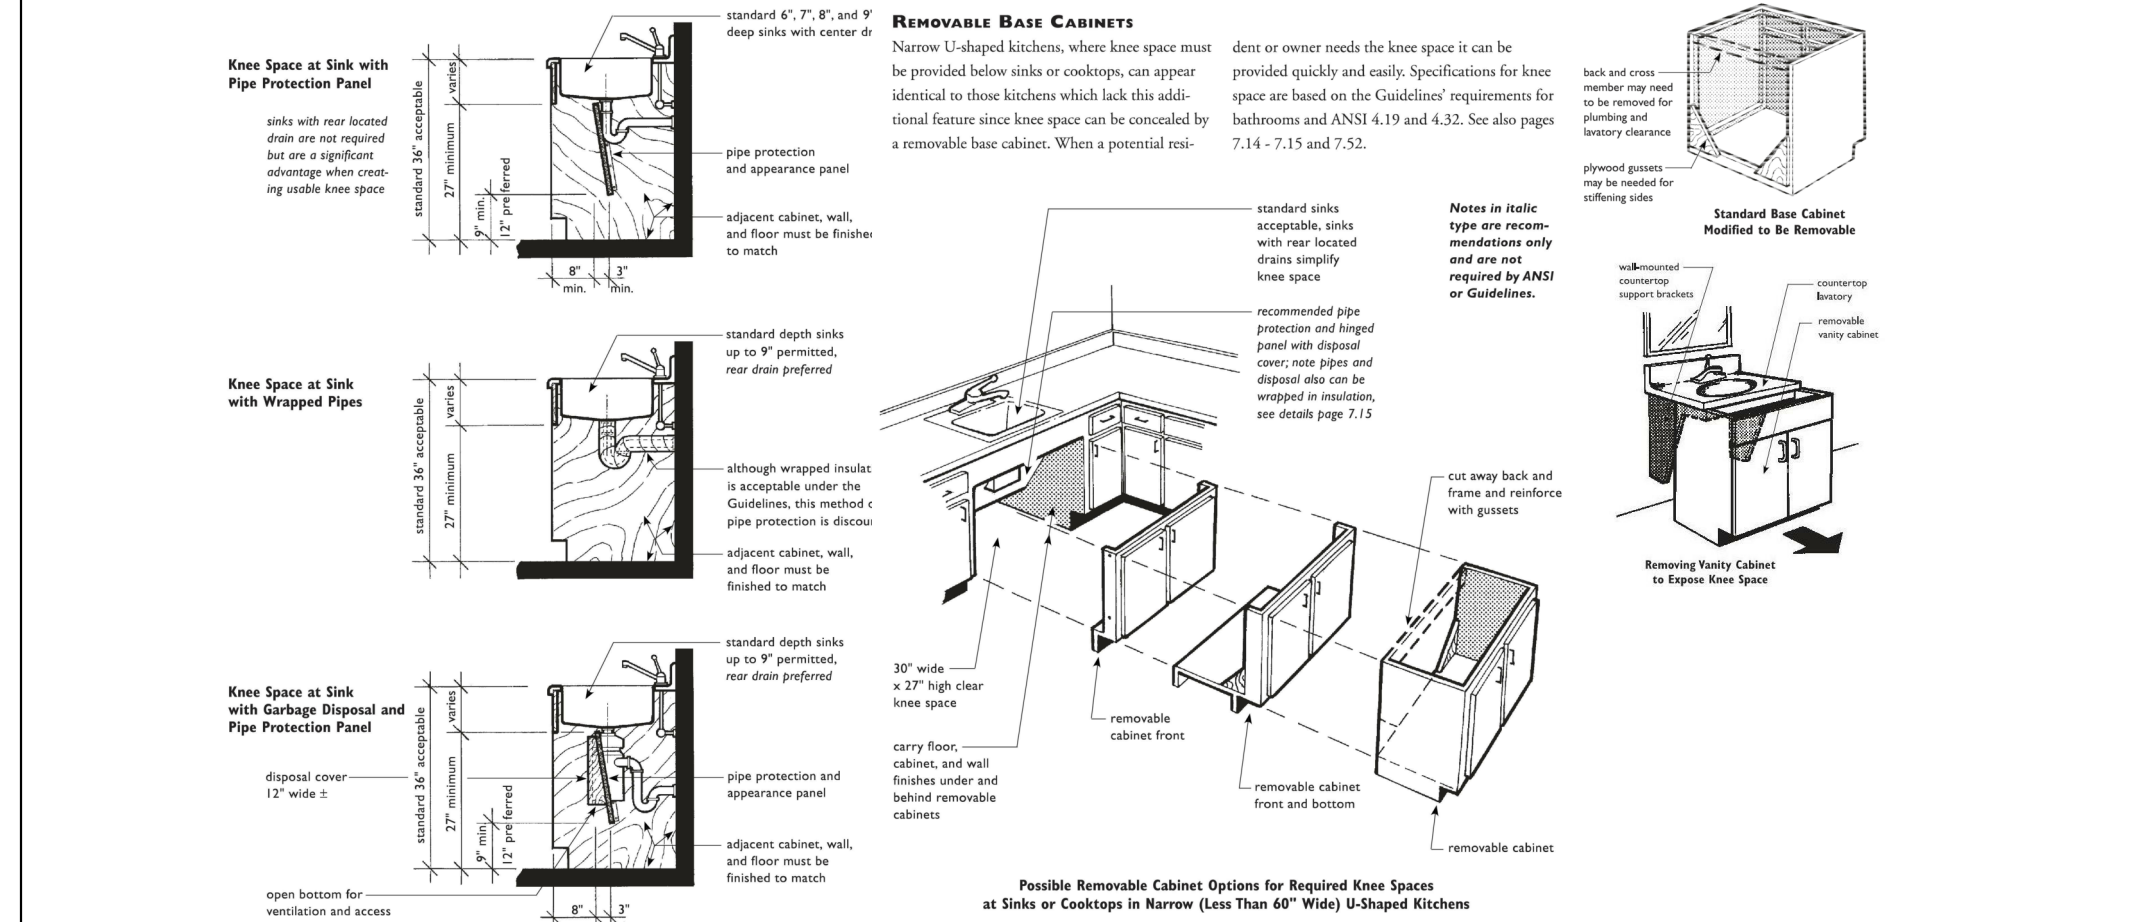 standard 6", 7", 8", and 9"
deep sinks with center
Knee Space at Sink with
Pipe Protection Panel
sinks with rear located
drain are not required
but are a significant
advantage when creat-
ing usable knee space
standard 36" acceptable
varies
27" minimum
9" min.
12" preferred
pipe protection
and appearance panel
adjacent cabinet, wall,
and floor must be
to match
8"
min.
3"
min.
standard depth sinks
up to 9" permitted,
rear drain preferred
Knee Space at Sink
with Wrapped Pipes
standard 36" acceptable
varies
27" minimum
although wrapped
is acceptable under the
Guidelines, this method
pipe protection is
adjacent cabinet, wall,
and floor must be
finished to match
standard depth sinks
up to 9" permitted,
rear drain preferred
Knee Space at Sink
with Garbage Disposal and
Pipe Protection Panel
disposal cover
12" wide ±
standard 36" acceptable
varies
27" minimum
9" min.
12" preferred
pipe protection and
appearance panel
adjacent cabinet, wall,
and floor must be
finished to match
open bottom for
ventilation and access
8"
3"
REMOVABLE BASE CABINETS
Narrow U-shaped kitchens, where knee space must
be provided below sinks or cooktops, can appear
identical to those kitchens which lack this addi-
tional feature since knee space can be concealed by
a removable base cabinet. When a potential resi-
dent or owner needs the knee space it can be
provided quickly and easily. Specifications for knee
space are based on the Guidelines' requirements for
bathrooms and ANSI 4.19 and 4.32. See also pages
7.14 - 7.15 and 7.52.
standard sinks
acceptable, sinks
with rear located
drains simplify
knee space
Notes in italic
type are recom-
mendations only
and are not
required by ANSI
or Guidelines.
recommended pipe
protection and hinged
panel with disposal
cover; note pipes and
disposal also can be
wrapped in insulation,
see details page 7.15
cut away back and
frame and reinforce
with gussets
30" wide
x 27" high clear
knee space
carry floor,
cabinet, and wall
finishes under and
behind removable
cabinets
removable
cabinet front
removable cabinet
front and bottom
removable cabinet
Possible Removable Cabinet Options for Required Knee Spaces
at Sinks or Cooktops in Narrow (Less Than 60" Wide) U-Shaped Kitchens
back and cross
member may need
to be removed for
plumbing and
lavatory clearance
plywood gussets
may be needed for
stiffening sides
Standard Base Cabinet
Modified to Be Removable
wall-mounted
countertop
support brackets
countertop
lavatory
removable
vanity cabinet
Removing Vanity Cabinet
to Expose Knee Space